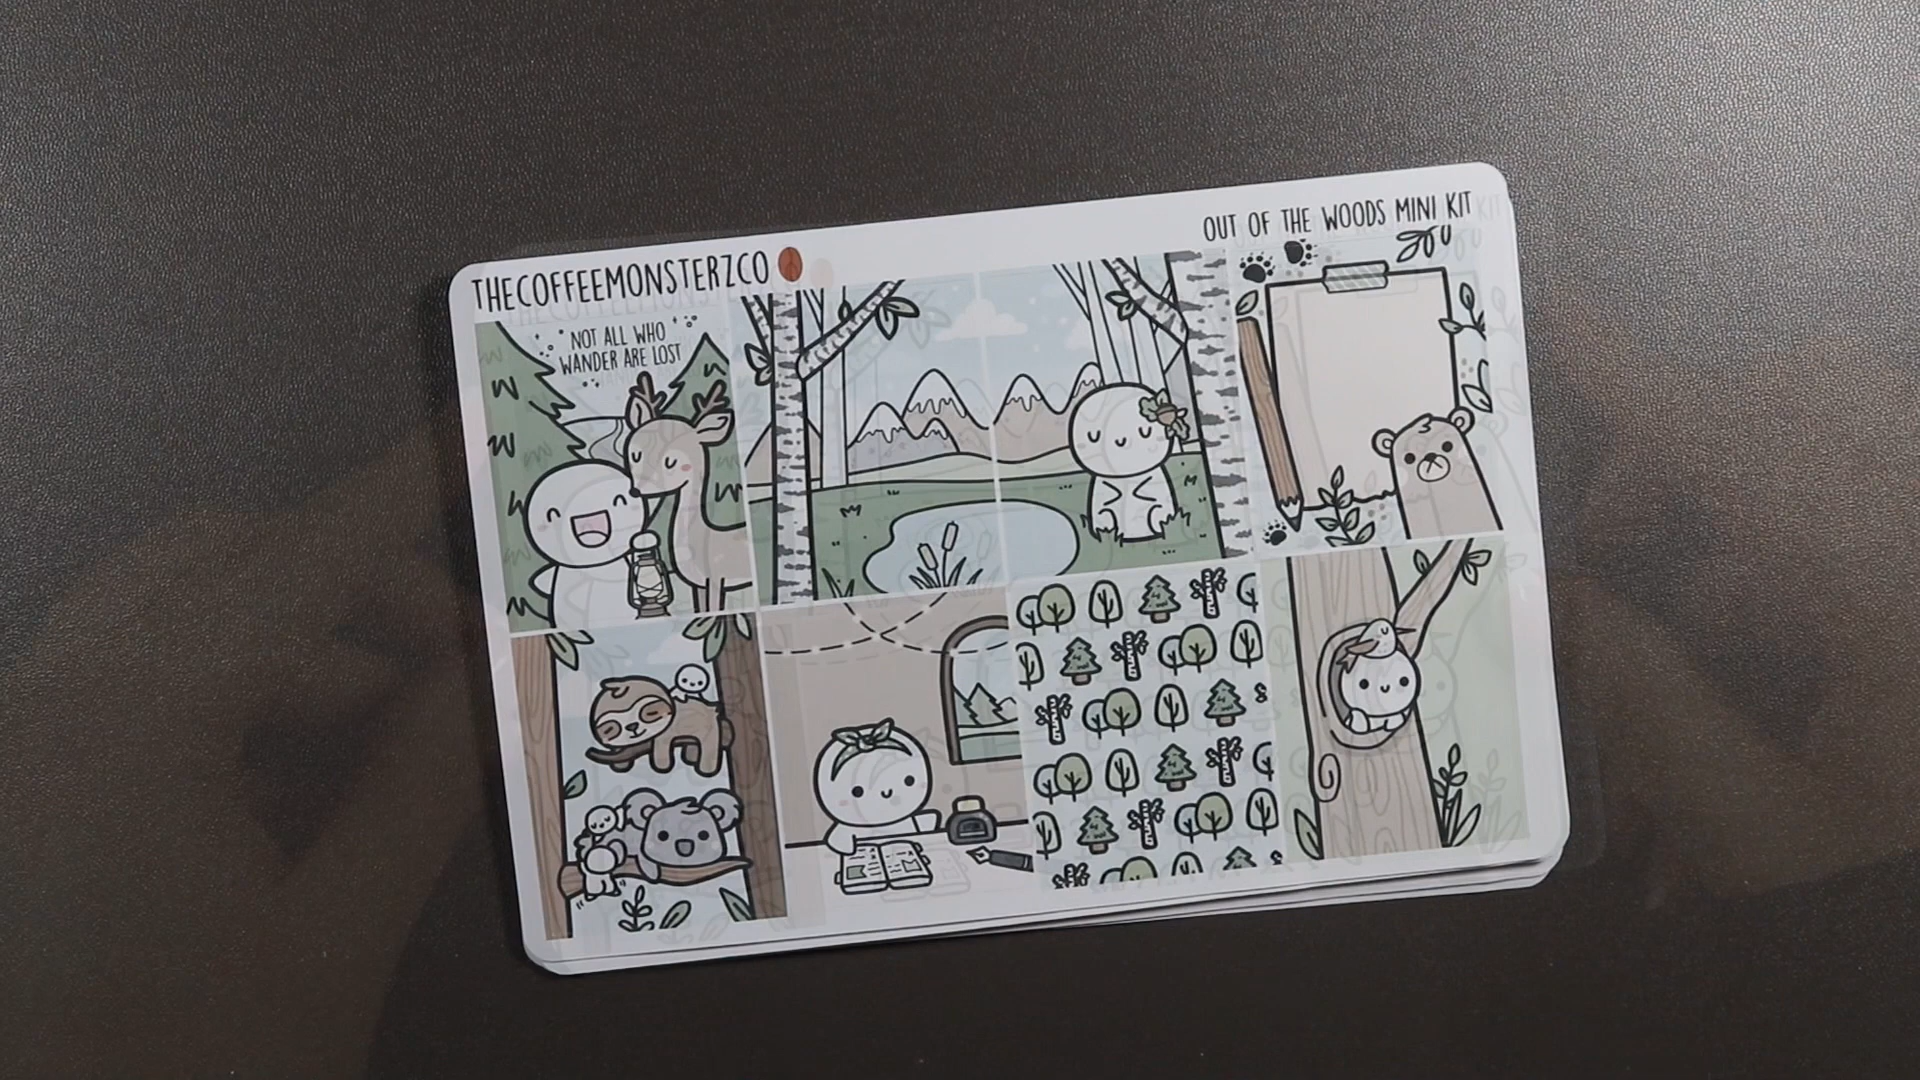 THECOFFEEMONSTERZCO
OUT OF THE WOODS MINI KIT
NOT ALL WHO
WANDER ARE LOST